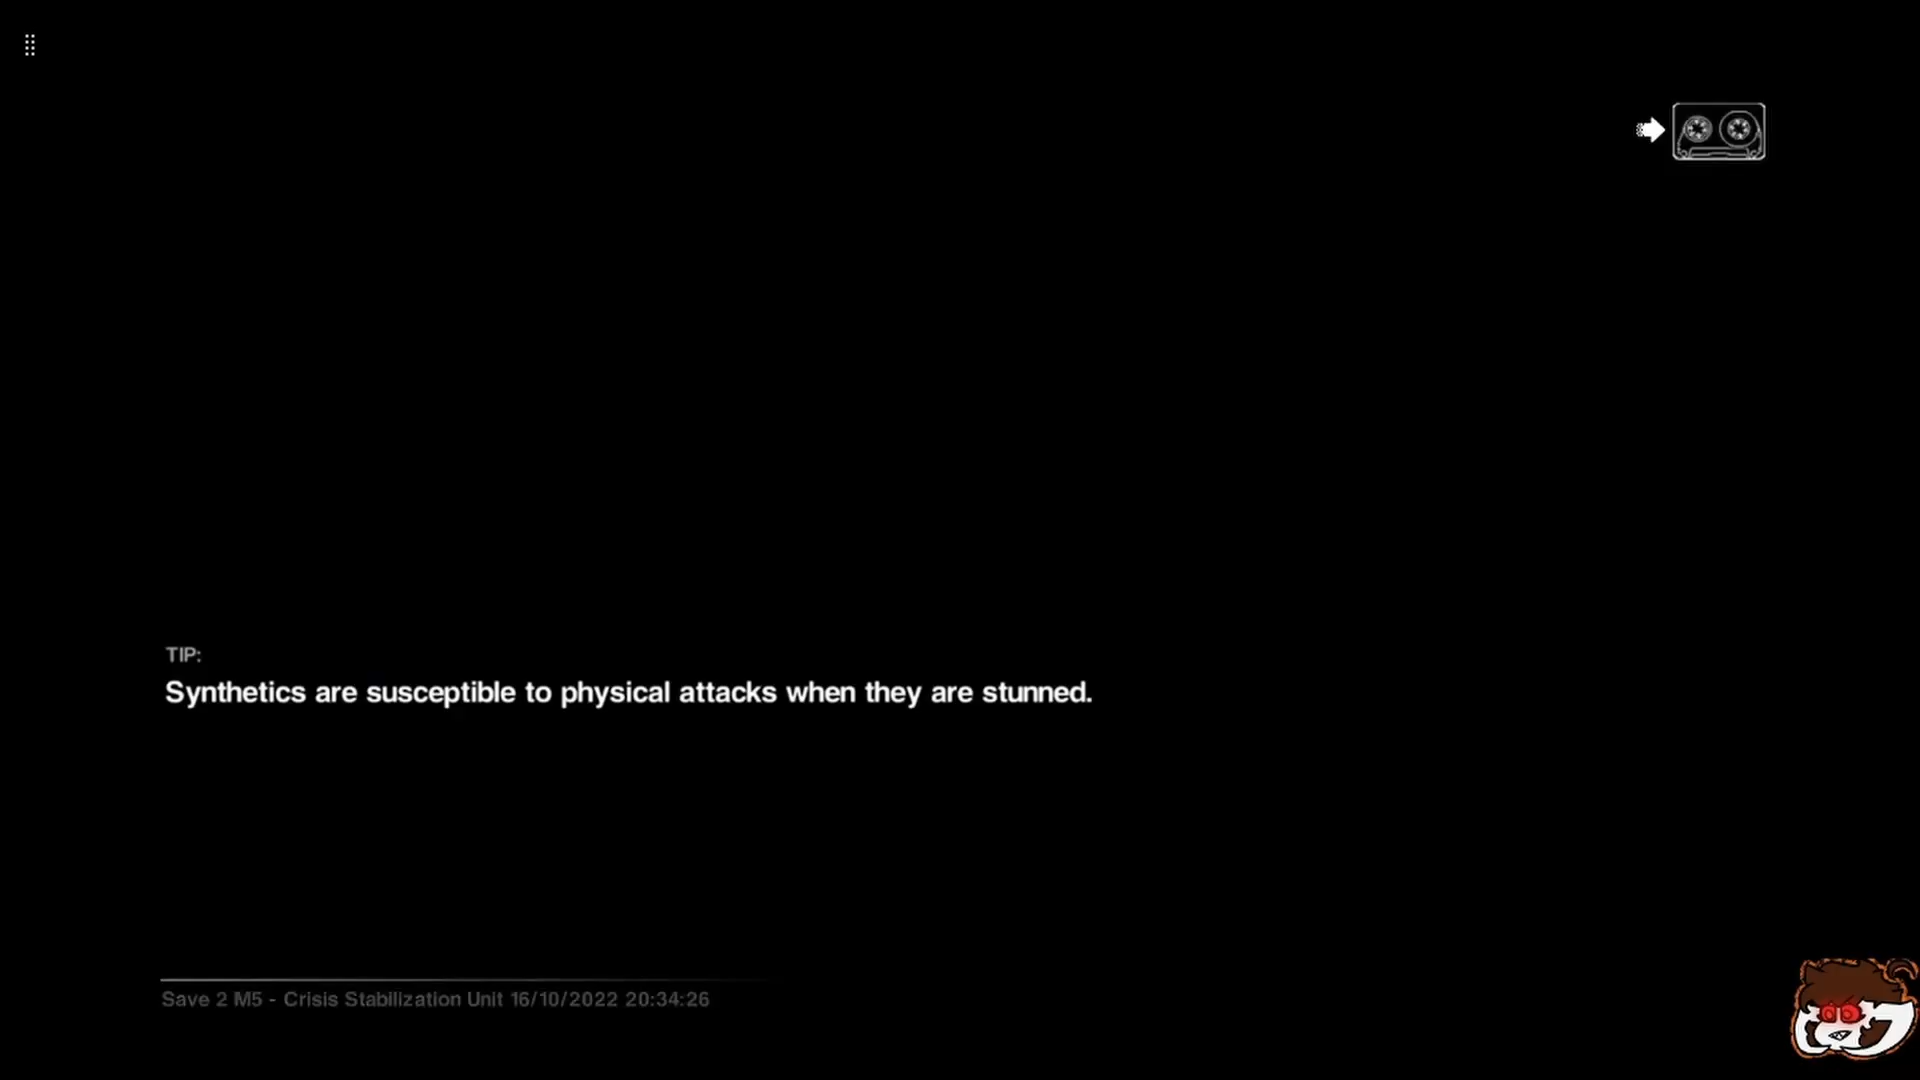 TIP:
Synthetics are susceptible to physical attacks when they are stunned.
Save 2 M5 - Crisis Stabilization Unit 16/10/2022 20:34:26